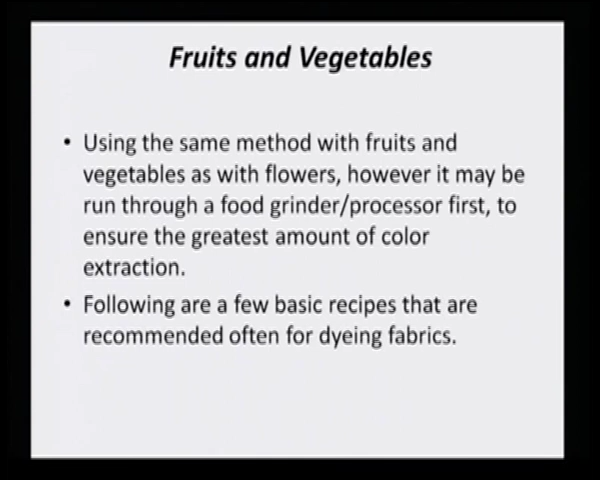 Fruits and Vegetables
• Using the same method with fruits and
vegetables as with flowers, however it may be
run through a food grinder/processor first, to
ensure the greatest amount of color
extraction.
• Following are a few basic recipes that are
recommended often for dyeing fabrics.